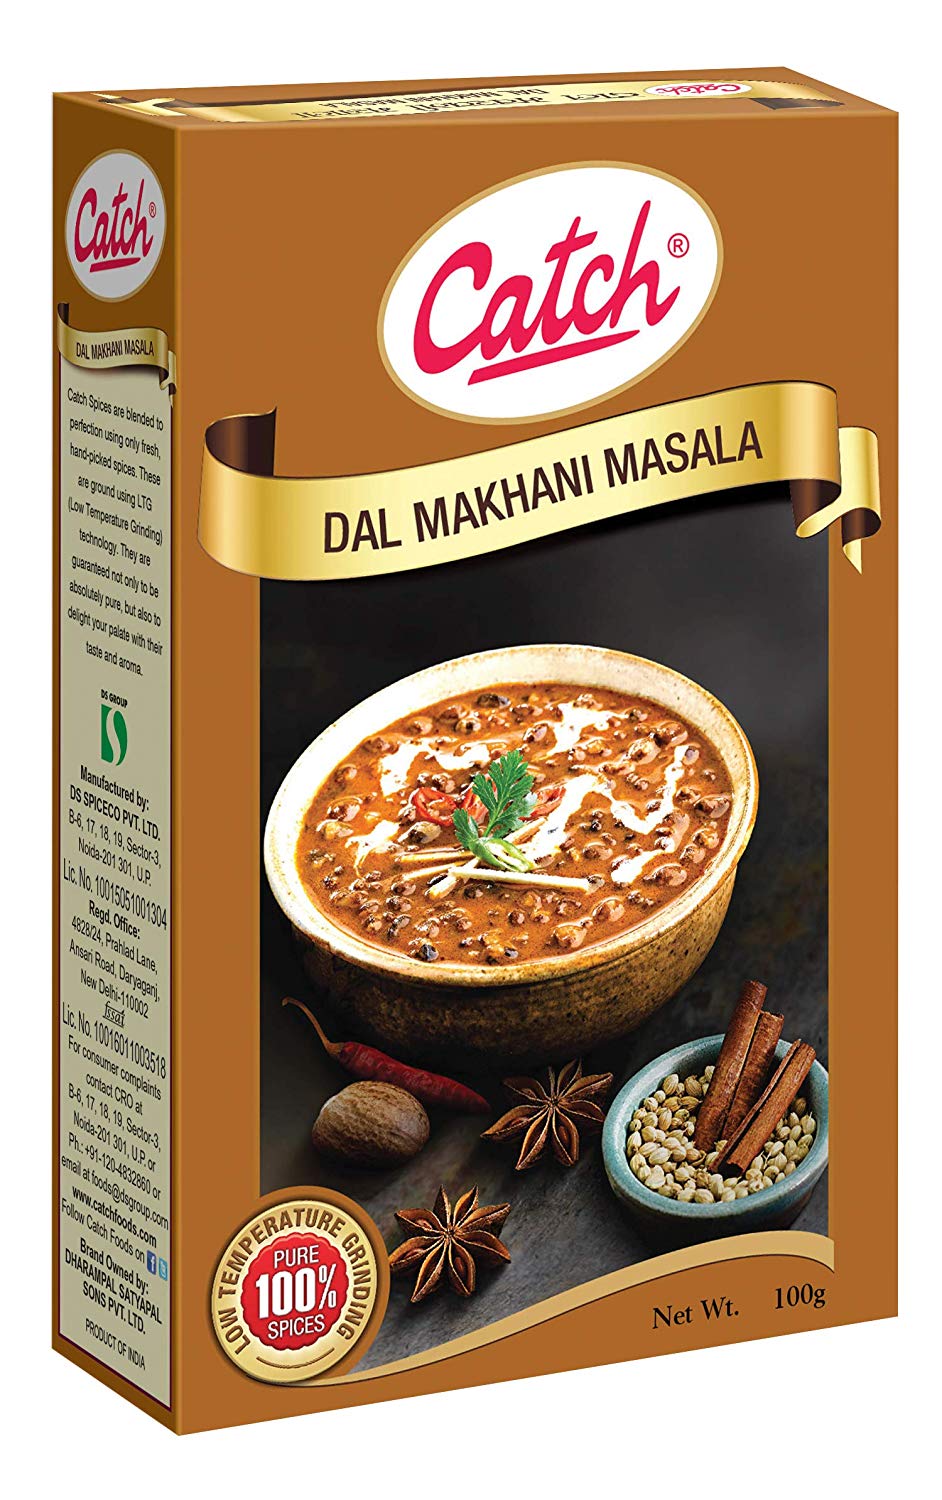 Catch
DAL MAKHANI MASALA
Catch®
DAL MAKHANI MASALA
Net Wt. 100g
LOW TEMPERATURE GRINDING
PURE
100%
SPICES
Catch®
DAL MAKHANI MASALA
Catch Spices are blended to
perfection using only fresh,
hand-picked spices. These
are ground using LTG
(Low Temperature Grinding)
technology. They are
guaranteed not only to be
absolutely pure, but also to
delight your palate with their
taste and aroma.
DS GROUP
Manufactured by:
DS SPICECO PVT. LTD.
B-6, 17, 18, 19, Sector-3,
Noida-201 301, U.P.
Lic. No. 10015051001304
Regd. Office:
4828/24, Prahlad Lane,
Ansari Road, Daryaganj,
New Delhi-110002
fssai
Lic. No. 10016011003518
For consumer complaints
contact CRO at
B-6, 17, 18, 19, Sector-3,
Noida-201 301, U.P. or
Ph.: +91-120-4832860 or
email at foods@dsgroup.com
www.catchfoods.com
Follow Catch Foods on f
Brand Owned by:
DHARAMPAL SATYAPAL
SONS PVT. LTD.
PRODUCT OF INDIA